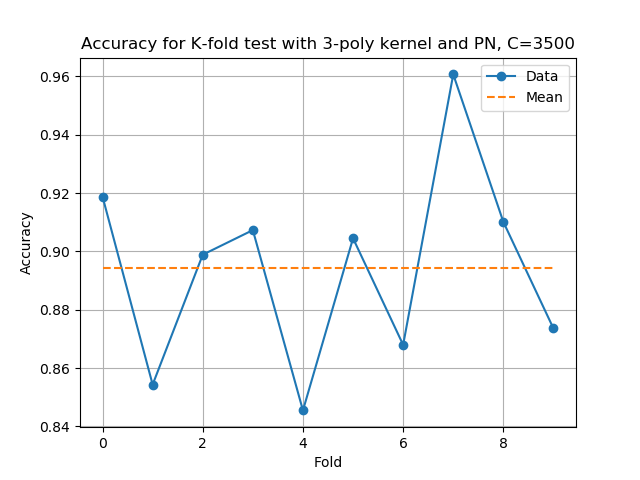 Accuracy for K-fold test with 3-poly kernel and PN, C=3500
Data
Mean
Accuracy
0.96
0.94
0.92
0.90
0.88
0.86
0.84
0
2
4
6
8
Fold